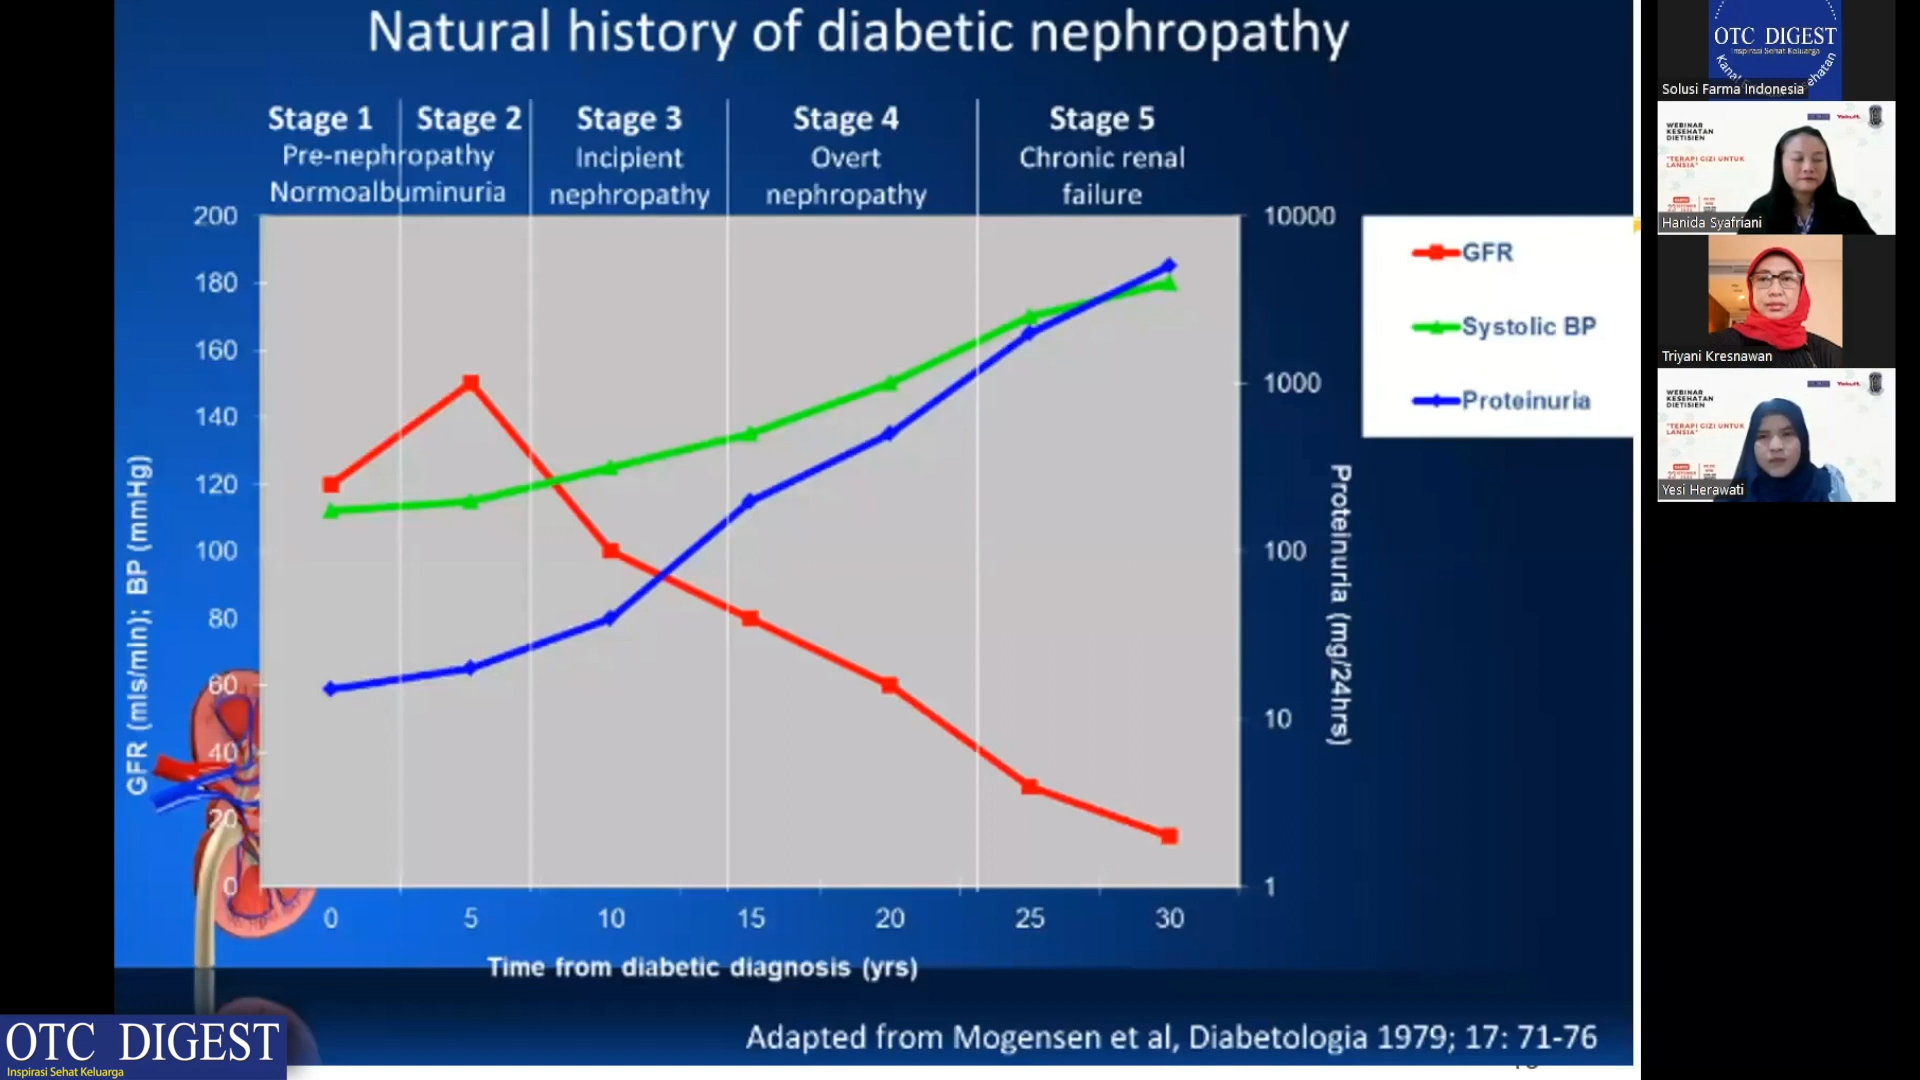 Natural history of diabetic nephropathy
Stage 1
Stage 2
Stage 3
Stage 4
Stage 5
Pre-nephropathy
Normoalbuminuria
Incipient
nephropathy
Overt
nephropathy
Chronic renal
failure
200
180
160
140
120
100
80
60
40
20
0
GFR (mls/min); BP (mmHg)
10000
1000
100
10
1
Proteinuria (mg/24hrs)
GFR
Systolic BP
Proteinuria
0 5 10 15 20 25 30
Time from diabetic diagnosis (yrs)
Adapted from Mogensen et al, Diabetologia 1979; 17: 71-76
OTC DIGEST
Inspirasi Sehat Keluarga
OTC DIGEST
Inspirasi Sehat Keluarga
Solusi Farma Indonesia
WEBINAR
KESEHATAN
DIETISIEN
"TERAPI GIZI UNTUK
LANSIA"
Hanida Syafriani
Triyani Kresnawan
WEBINAR
KESEHATAN
DIETISIEN
"TERAPI GIZI UNTUK
LANSIA"
Yesi Herawati